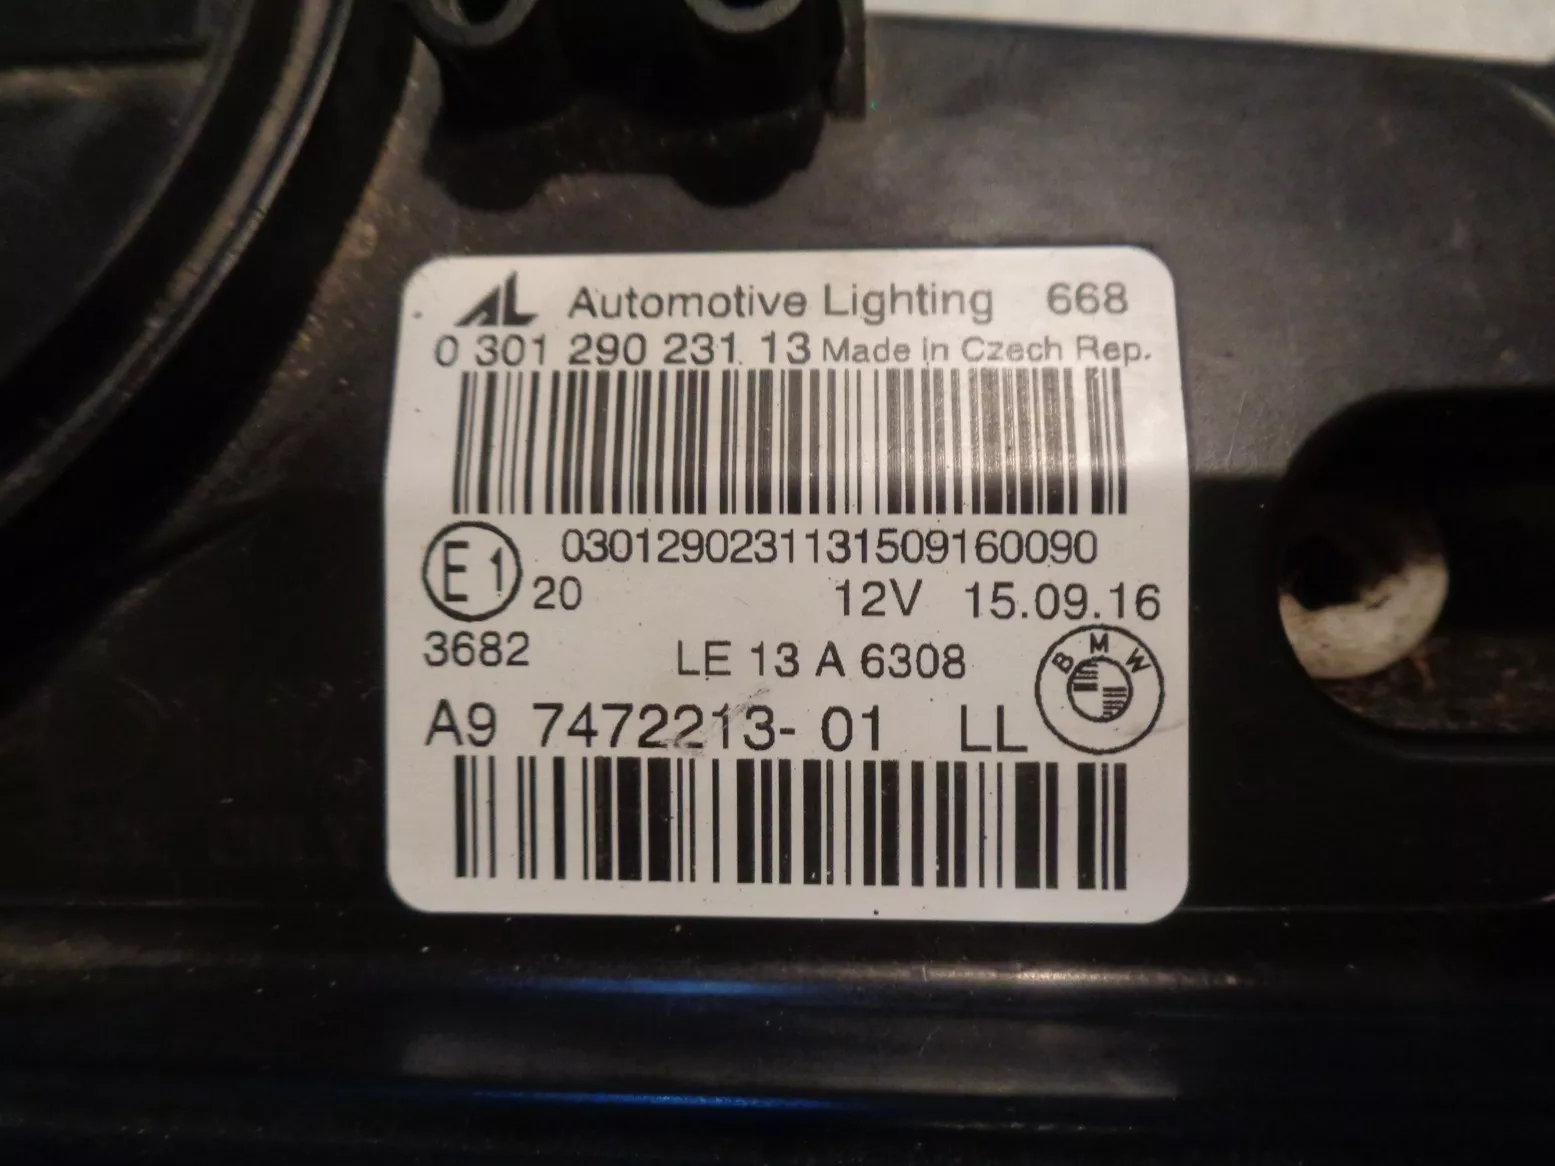 AL Automotive Lighting 668
0 301 290 231 13 Made in Czech Rep.
0301290231131509160090
E1 20 12V 15.09.16
3682 LE 13 A 6308
BMW
A9 7472213- 01 LL